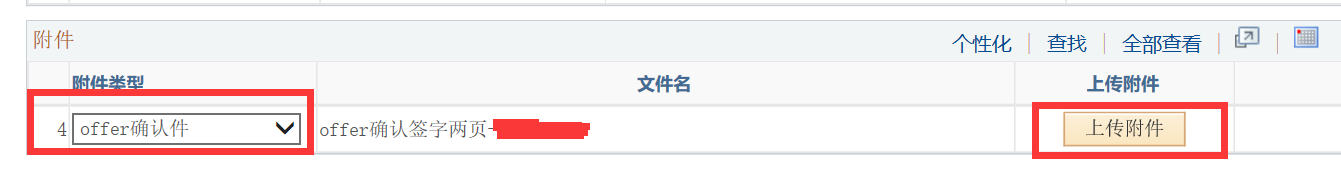 附件
个性化 | 查找 | 全部查看 |
附件类型 文件名 上传附件
4 offer确认件 offer确认签字两页- 上传附件